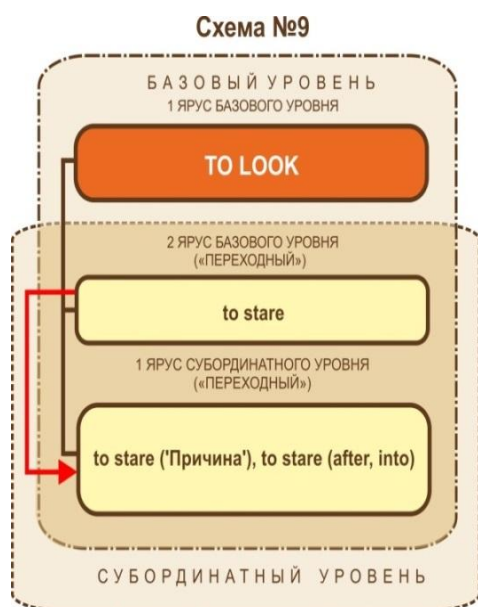 Схема №9
БАЗОВЫЙ УРОВЕНЬ
1 ЯРУС БАЗОВОГО УРОВНЯ
TO LOOK
2 ЯРУС БАЗОВОГО УРОВНЯ
(«ПЕРЕХОДНЫЙ»)
to stare
1 ЯРУС СУБОРДИНАТНОГО УРОВНЯ
(«ПЕРЕХОДНЫЙ»)
to stare ('Причина'), to stare (after, into)
СУБОРДИНАТНЫЙ УРОВЕНЬ